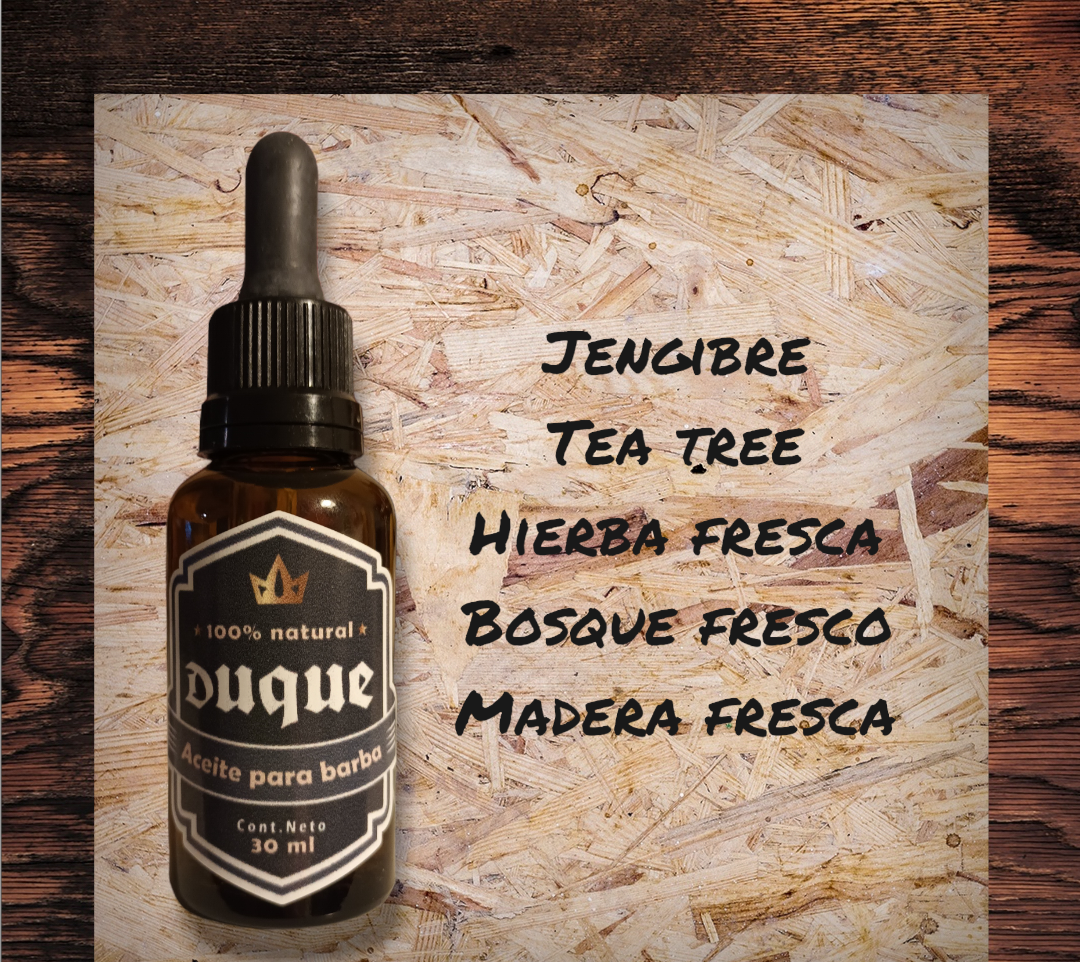 100% natural
Duque
Aceite para barba
Cont.Neto
30 ml
Jengibre
Tea tree
Hierba fresca
Bosque fresco
Madera fresca